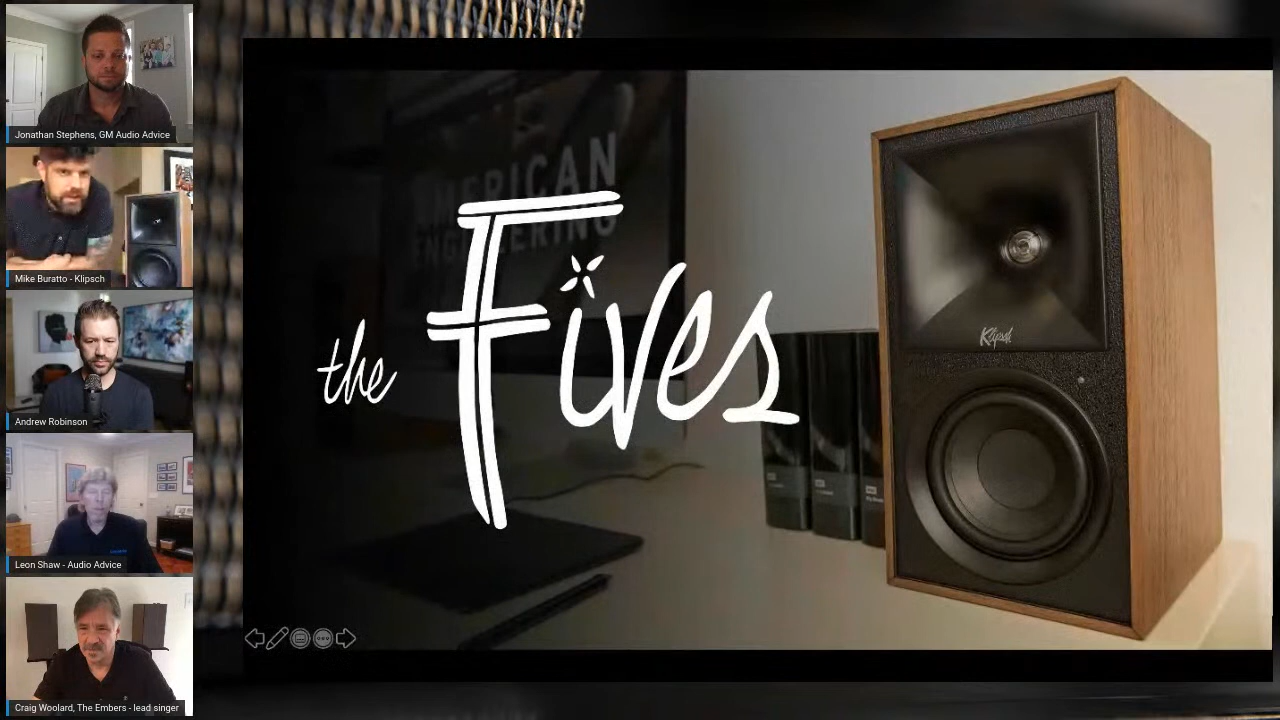 Jonathan Stephens, GM Audio Advice
Mike Buratto - Klipsch
Andrew Robinson
Leon Shaw - Audio Advice
Craig Woolard, The Embers - lead singer
AMERICAN
ENGINEERING
the Fives
Klipsch